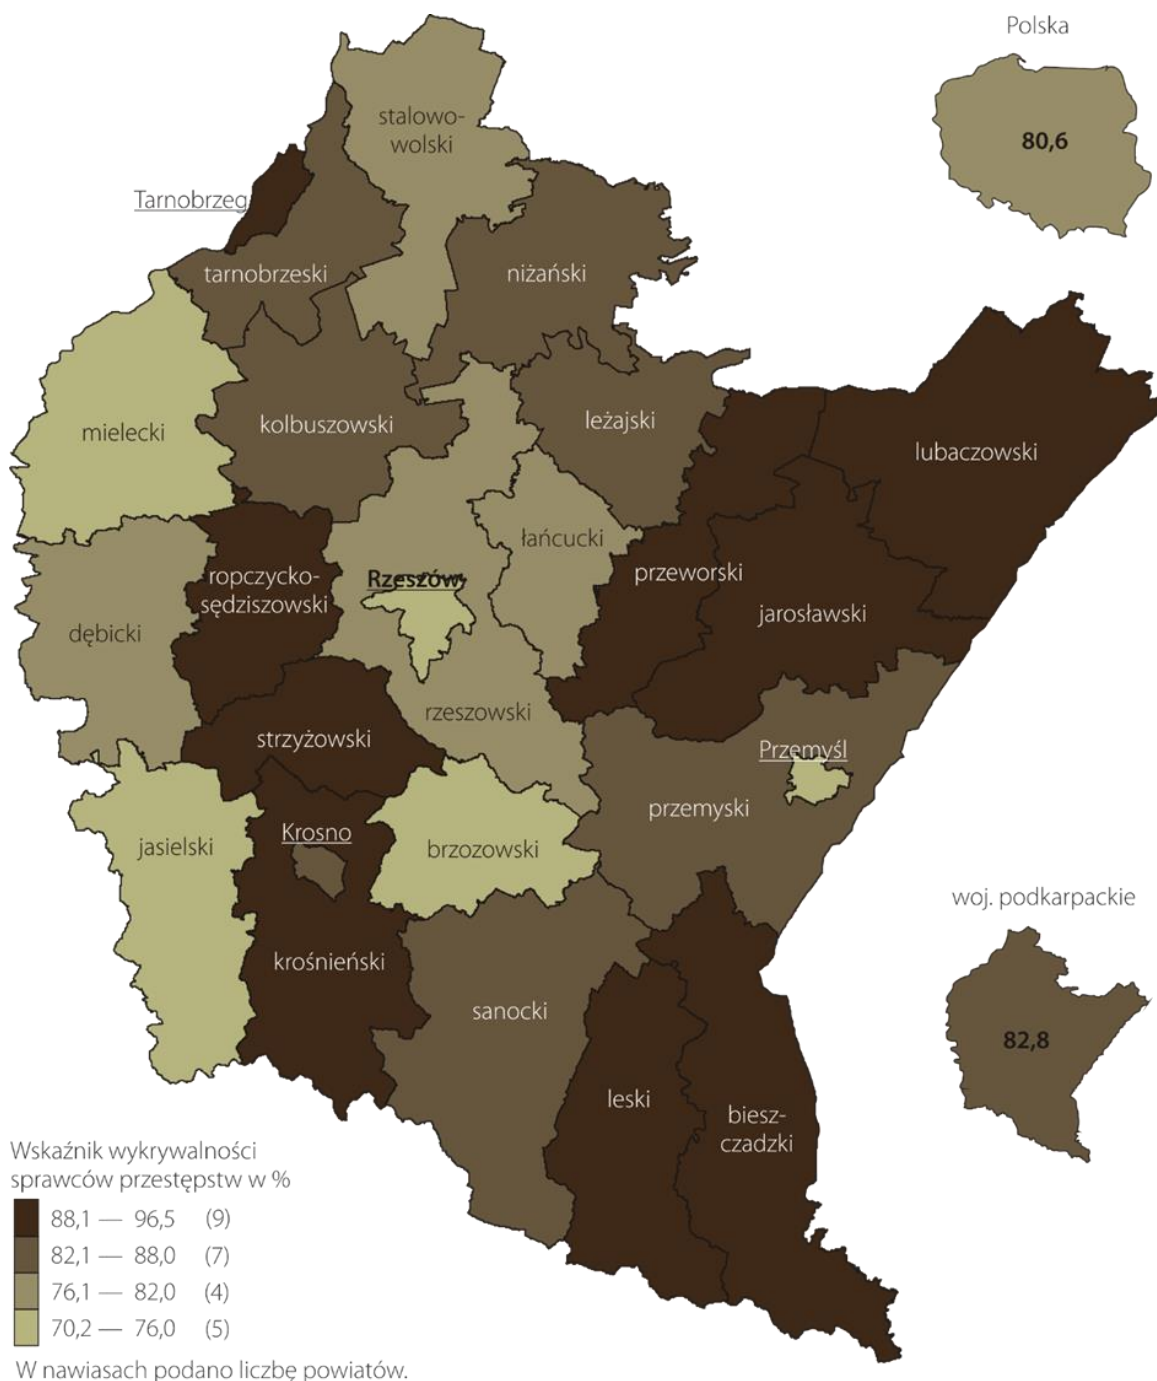 Polska
80,6
stalowo-
wolski
Tarnobrzeg
tarnobrzeski
niżański
mielecki
kolbuszowski
leżajski
lubaczowski
łańcucki
ropczycko-
sędziszowski
Rzeszów
przeworski
jarosławski
dębicki
rzeszowski
strzyżowski
Przemyśl
przemyski
jasielski
Krosno
brzozowski
woj. podkarpackie
82,8
krośnieński
sanocki
leski
biesz-
czadzki
Wskaźnik wykrywalności
sprawców przestępstw w %
88,1 — 96,5 (9)
82,1 — 88,0 (7)
76,1 — 82,0 (4)
70,2 — 76,0 (5)
W nawiasach podano liczbę powiatów.